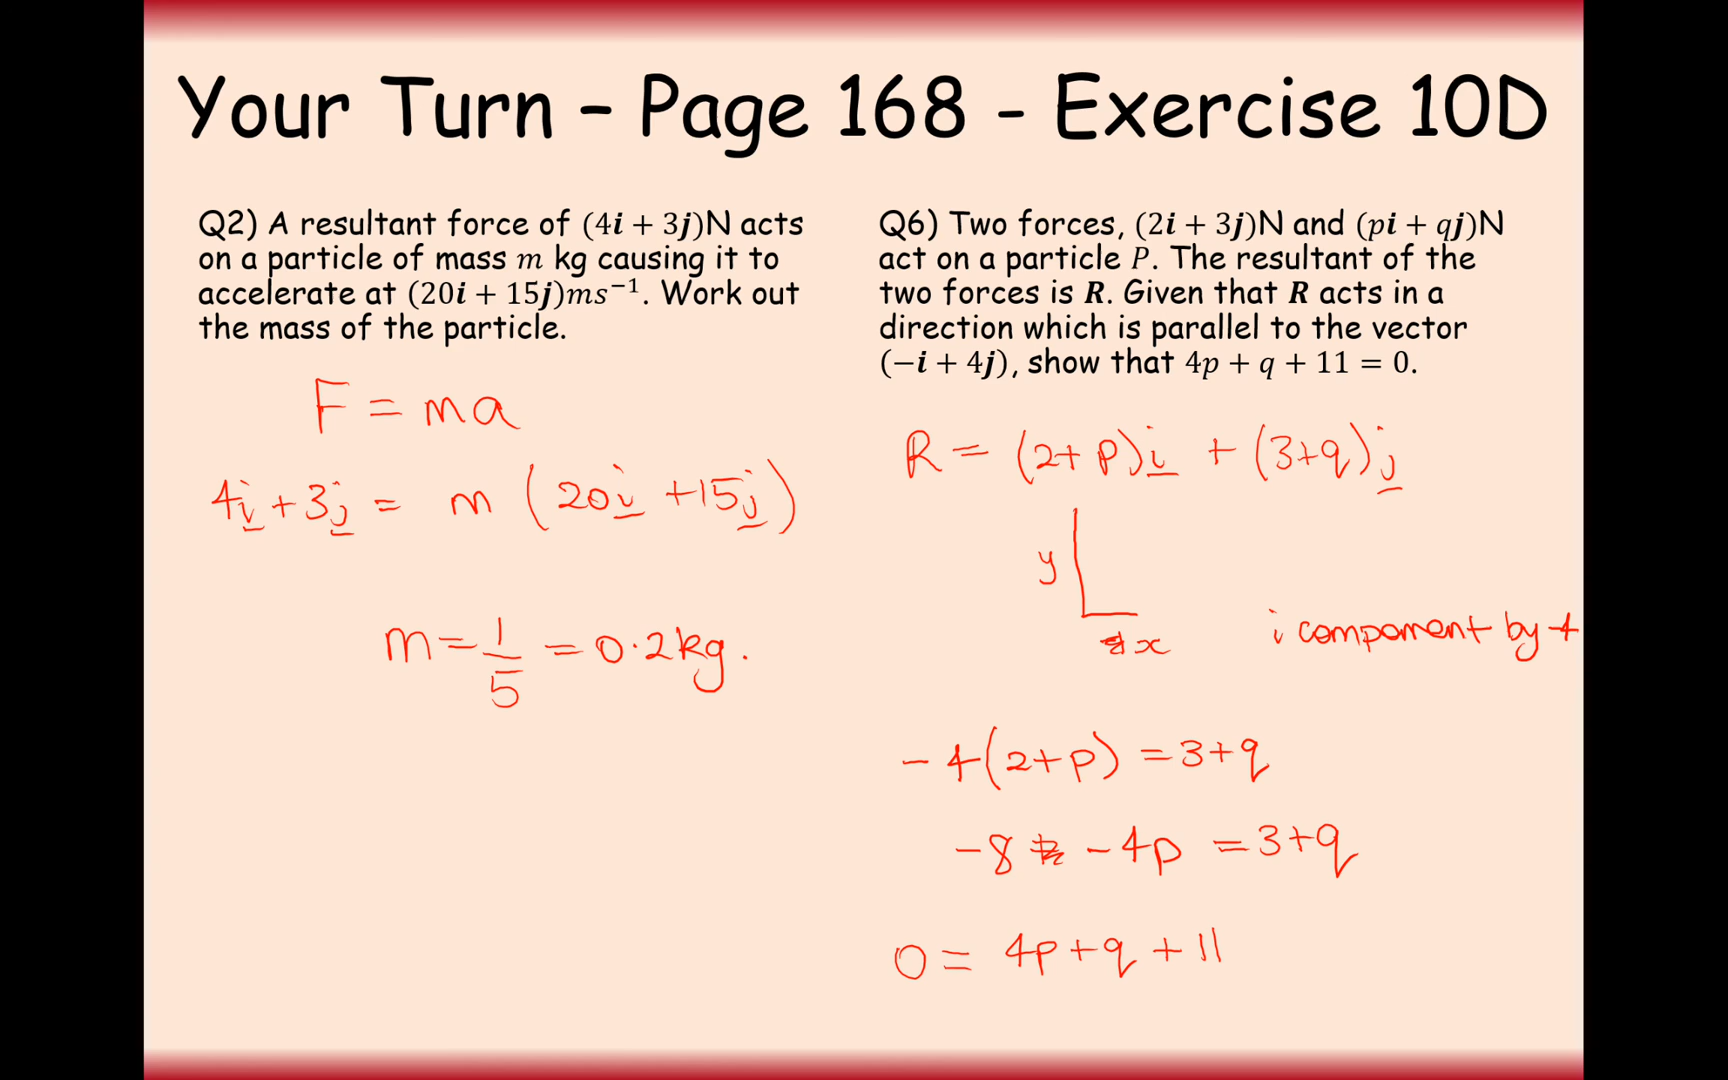 Your Turn – Page 168 - Exercise 10D
Q2) A resultant force of (4i + 3j)N acts
on a particle of mass m kg causing it to
accelerate at (20i + 15j)ms⁻¹. Work out
the mass of the particle.
F = ma
4i + 3j = m (20i + 15j)
m = 1/5 = 0.2kg.
Q6) Two forces, (2i + 3j)N and (pi + qj)N
act on a particle P. The resultant of the
two forces is R. Given that R acts in a
direction which is parallel to the vector
(−i + 4j), show that 4p + q + 11 = 0.
R = (2+p)i + (3+q)j
y
x
i component by 4
-4(2+p) = 3+q
-8 -4p = 3+q
0 = 4p+q+11